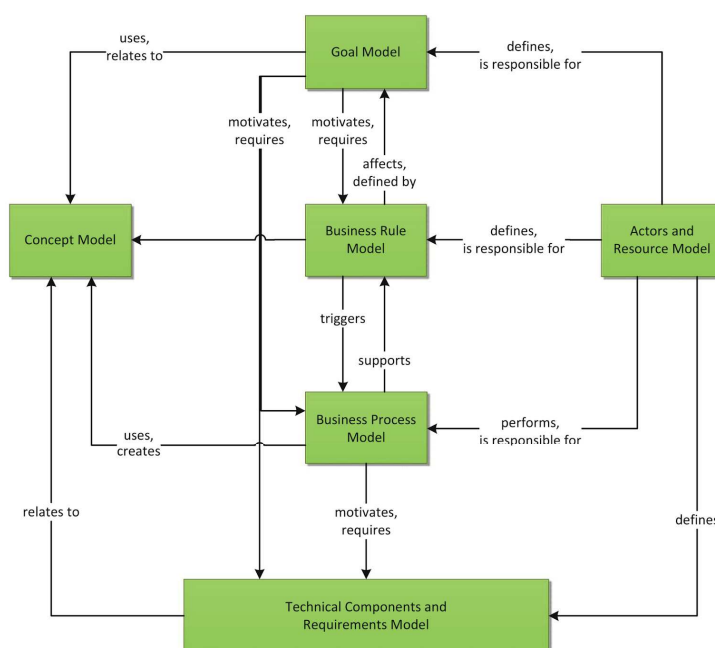 Goal Model
uses,
relates to
defines,
is responsible for
motivates,
requires
motivates,
requires
affects,
defined by
Concept Model
Business Rule
Model
defines,
is responsible for
Actors and
Resource Model
triggers
supports
Business Process
Model
uses,
creates
performs,
is responsible for
relates to
motivates,
requires
defines
Technical Components and
Requirements Model